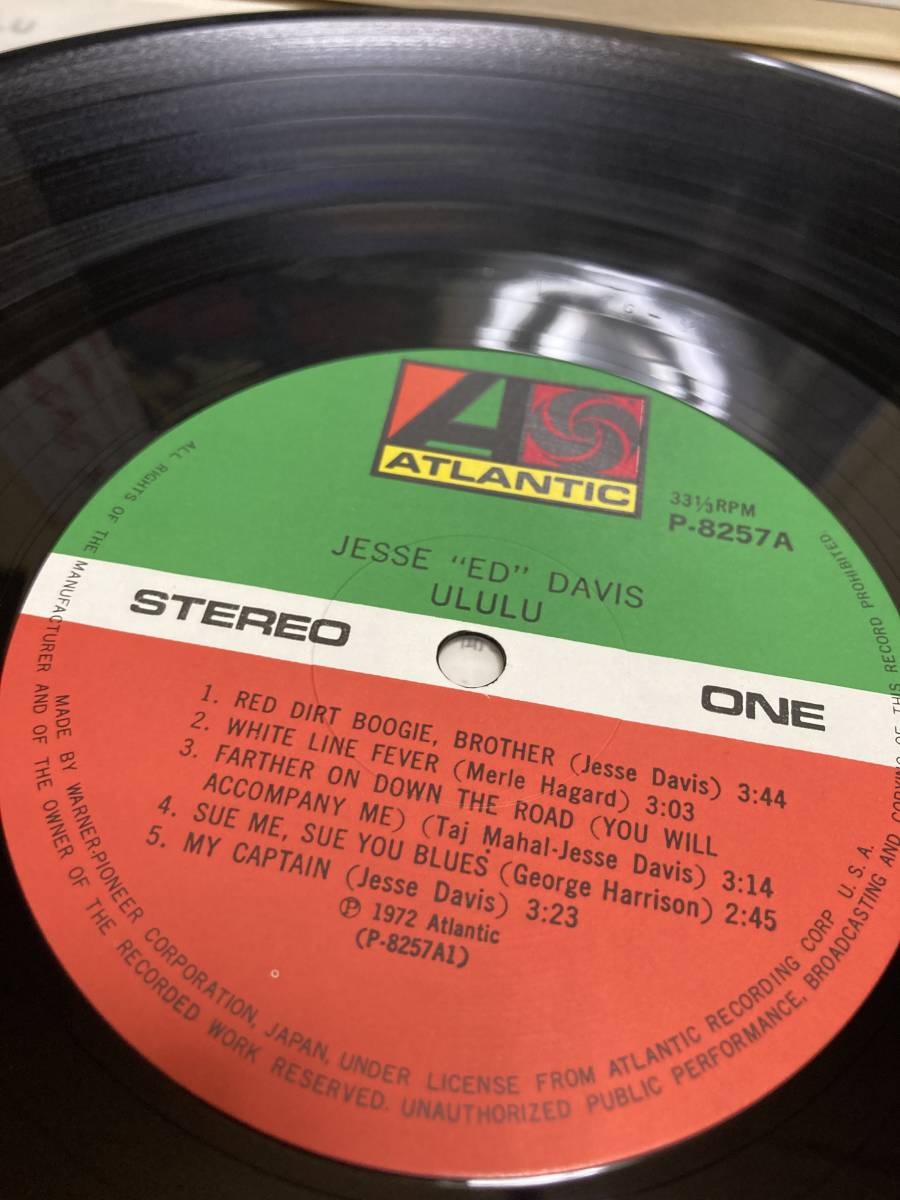 ATLANTIC
33⅓RPM
P-8257A
JESSE "ED" DAVIS
ULULU
STEREO
ONE
1. RED DIRT BOOGIE, BROTHER (Jesse Davis) 3:44
2. WHITE LINE FEVER (Merle Hagard) 3:03
3. FARTHER ON DOWN THE ROAD (YOU WILL
ACCOMPANY ME) (Taj Mahal-Jesse Davis) 3:14
4. SUE ME, SUE YOU BLUES (George Harrison) 2:45
5. MY CAPTAIN (Jesse Davis) 3:23
Ⓟ 1972 Atlantic
(P-8257A1)
MADE BY WARNER-PIONEER CORPORATION, JAPAN, UNDER LICENSE FROM ATLANTIC RECORDING CORP. U.S.A.
ALL RIGHTS OF THE MANUFACTURER AND OF THE OWNER OF THE RECORDED WORK RESERVED. UNAUTHORIZED PUBLIC PERFORMANCE, BROADCASTING AND COPYING OF THIS RECORD PROHIBITED